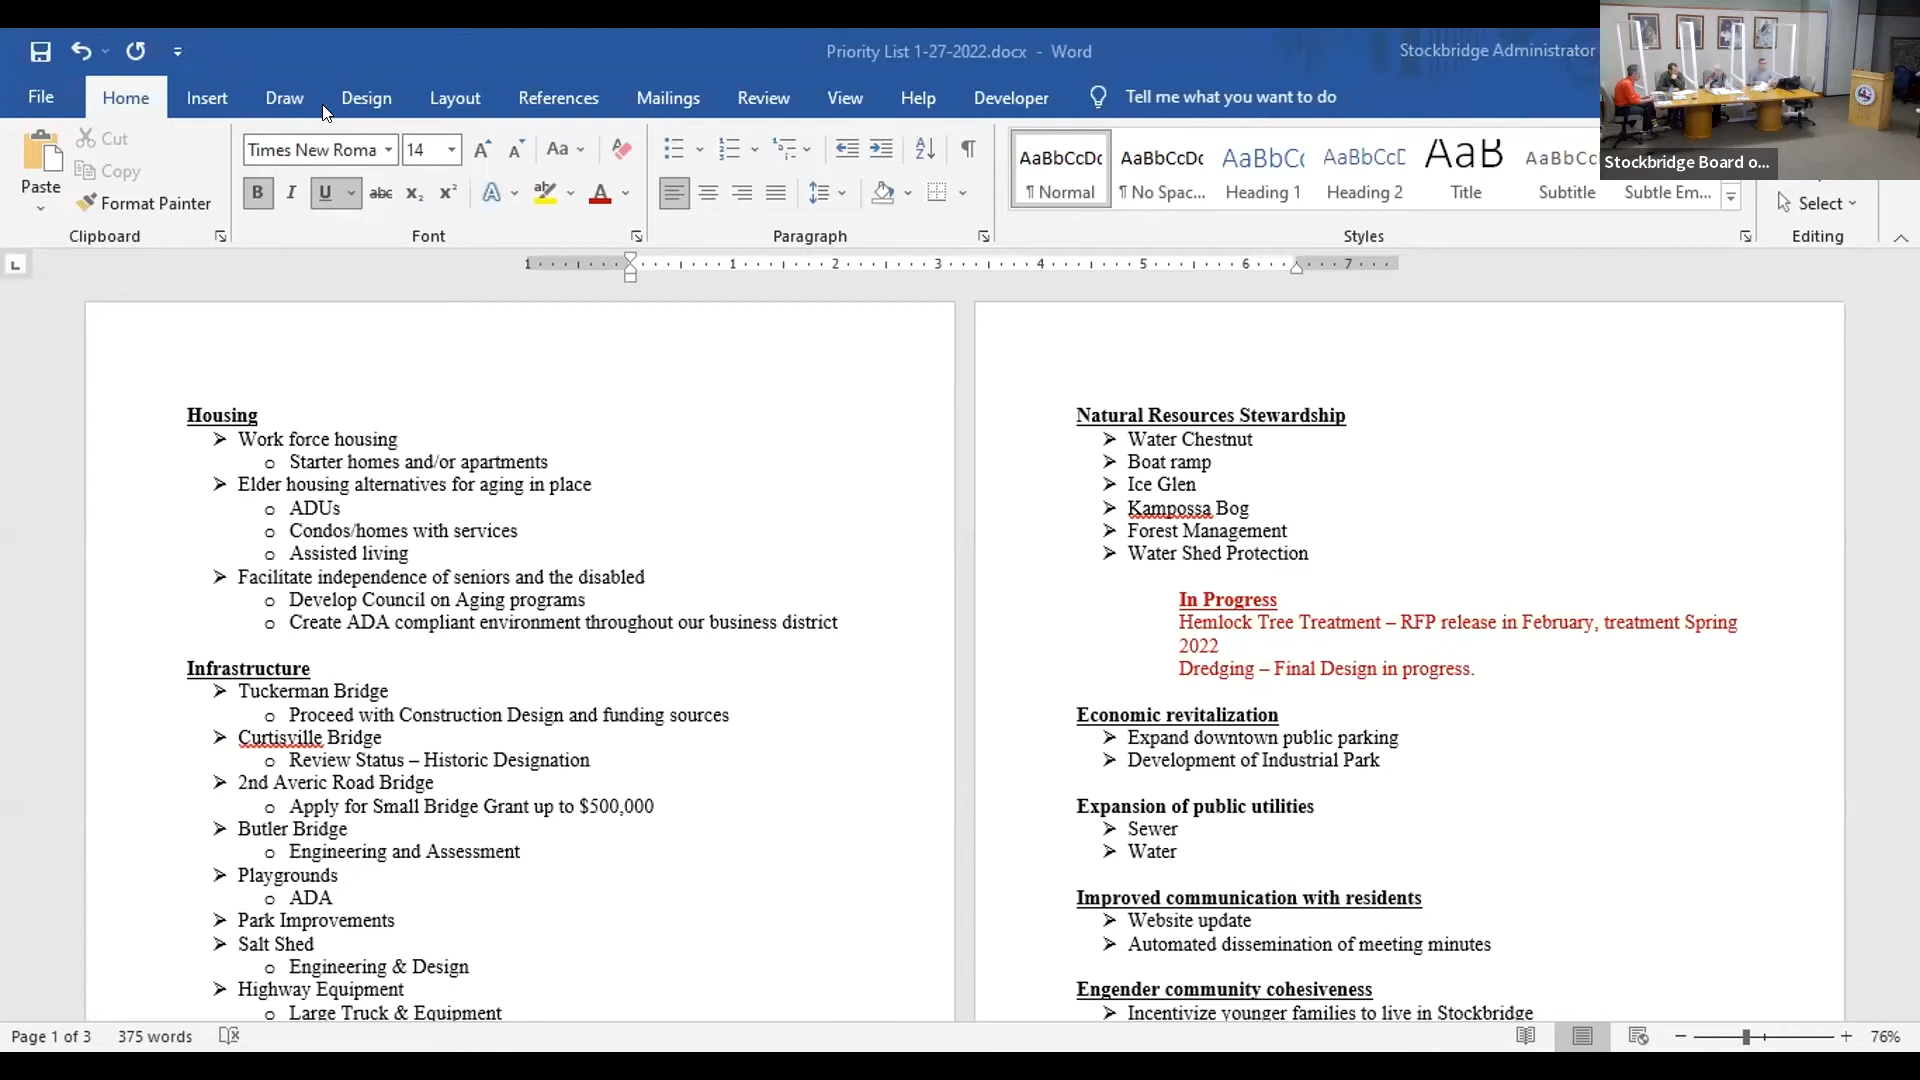 Priority List 1-27-2022.docx - Word
Stockbridge Administrator
File Home Insert Draw Design Layout References Mailings Review View Help Developer Tell me what you want to do
Stockbridge Board o...
Paste
Cut
Copy
Format Painter
Clipboard
Times New Roma 14
Font
Paragraph
AaBbCcDc AaBbCcDc AaBbC AaBbCcD AaB AaBbCc
¶ Normal ¶ No Spac... Heading 1 Heading 2 Title Subtitle Subtle Em...
Styles
Select
Editing
1 1 2 3 4 5 6 7
Housing
Work force housing
Starter homes and/or apartments
Elder housing alternatives for aging in place
ADUs
Condos/homes with services
Assisted living
Facilitate independence of seniors and the disabled
Develop Council on Aging programs
Create ADA compliant environment throughout our business district
Infrastructure
Tuckerman Bridge
Proceed with Construction Design and funding sources
Curtisville Bridge
Review Status – Historic Designation
2nd Averic Road Bridge
Apply for Small Bridge Grant up to $500,000
Butler Bridge
Engineering and Assessment
Playgrounds
ADA
Park Improvements
Salt Shed
Engineering & Design
Highway Equipment
Large Truck & Equipment
Natural Resources Stewardship
Water Chestnut
Boat ramp
Ice Glen
Kampossa Bog
Forest Management
Water Shed Protection
In Progress
Hemlock Tree Treatment – RFP release in February, treatment Spring
2022
Dredging – Final Design in progress.
Economic revitalization
Expand downtown public parking
Development of Industrial Park
Expansion of public utilities
Sewer
Water
Improved communication with residents
Website update
Automated dissemination of meeting minutes
Engender community cohesiveness
Incentivize younger families to live in Stockbridge
Page 1 of 3 375 words
76%